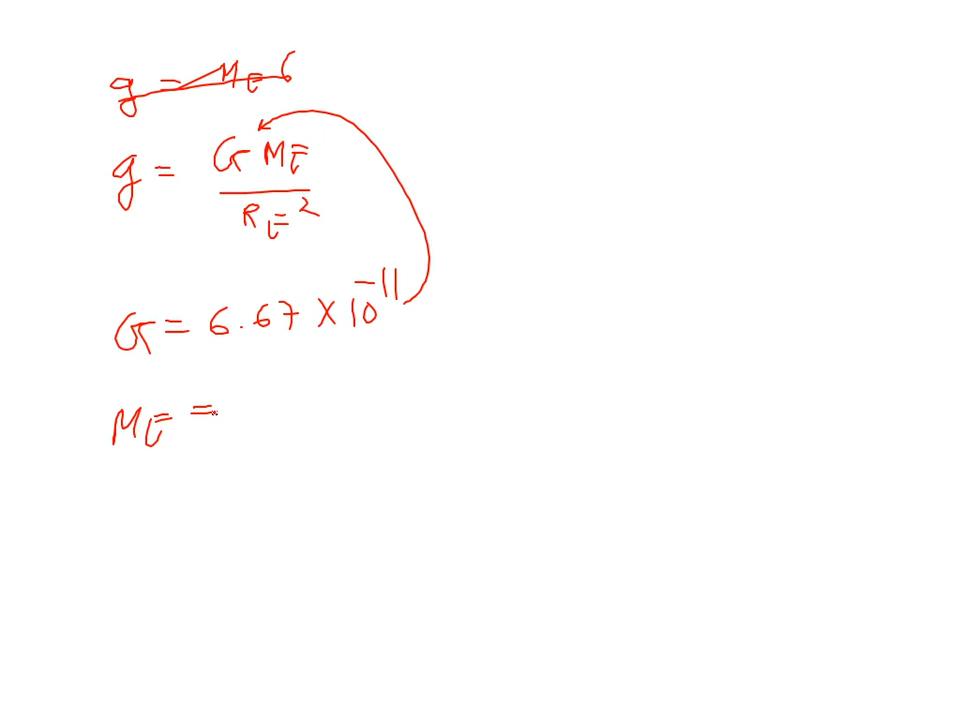 g = ME G
g = G ME / RE²
G = 6.67 × 10⁻¹¹
ME =